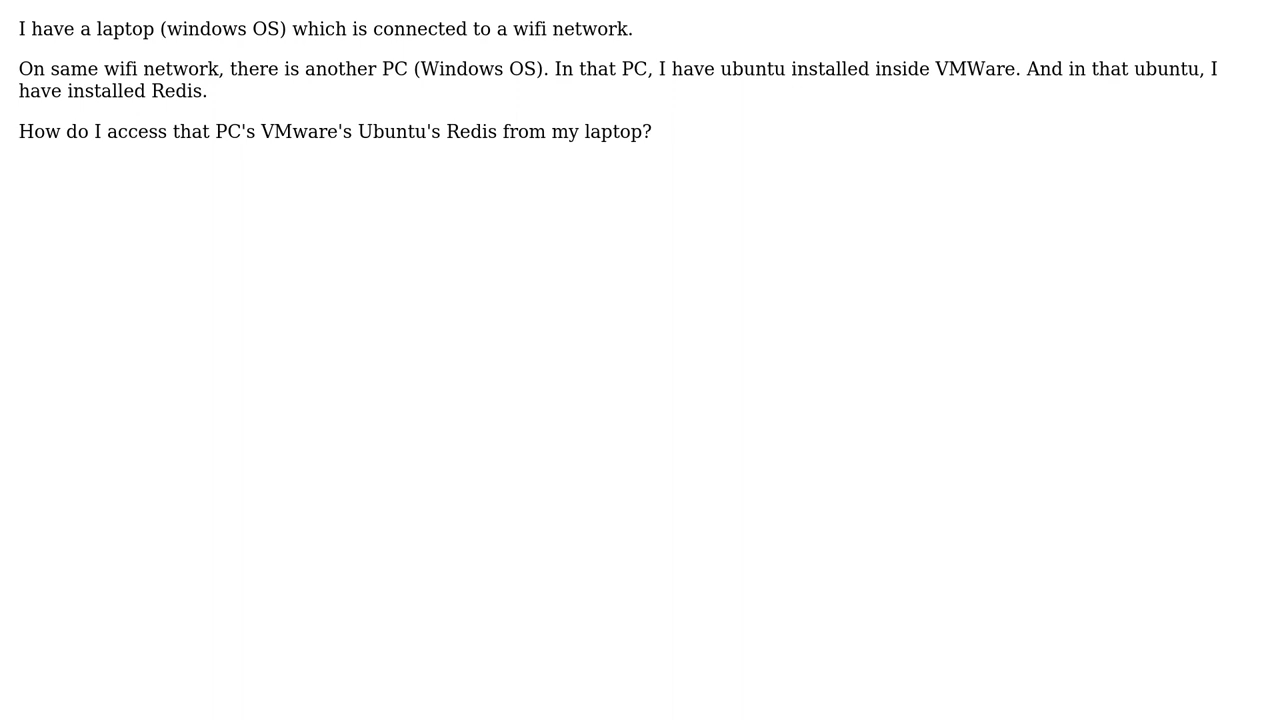 I have a laptop (windows OS) which is connected to a wifi network.
On same wifi network, there is another PC (Windows OS). In that PC, I have ubuntu installed inside VMWare. And in that ubuntu, I
have installed Redis.
How do I access that PC's VMware's Ubuntu's Redis from my laptop?